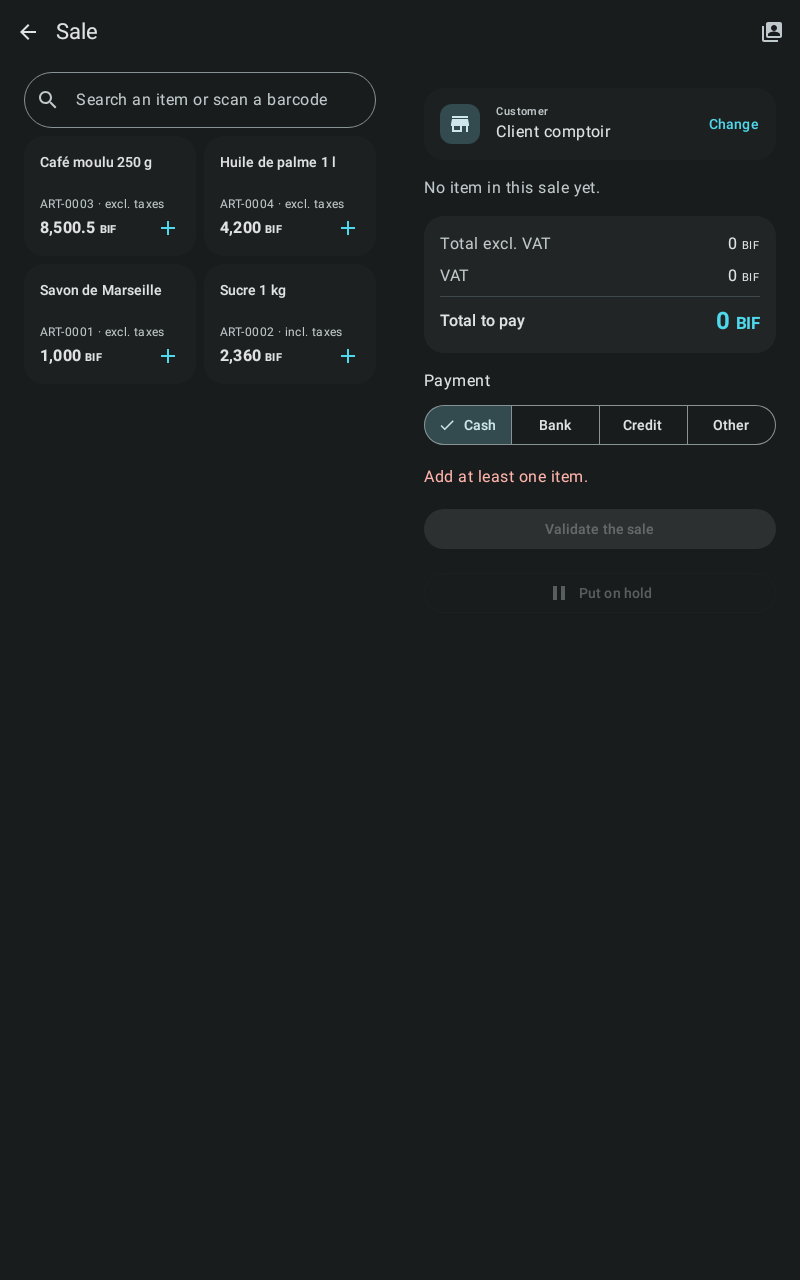 Sale
Search an item or scan a barcode
Café moulu 250 g
ART-0003 · excl. taxes
8,500.5 BIF
Huile de palme 1 l
ART-0004 · excl. taxes
4,200 BIF
Savon de Marseille
ART-0001 · excl. taxes
1,000 BIF
Sucre 1 kg
ART-0002 · incl. taxes
2,360 BIF
Customer
Client comptoir
Change
No item in this sale yet.
Total excl. VAT 0 BIF
VAT 0 BIF
Total to pay 0 BIF
Payment
Cash Bank Credit Other
Add at least one item.
Validate the sale
Put on hold